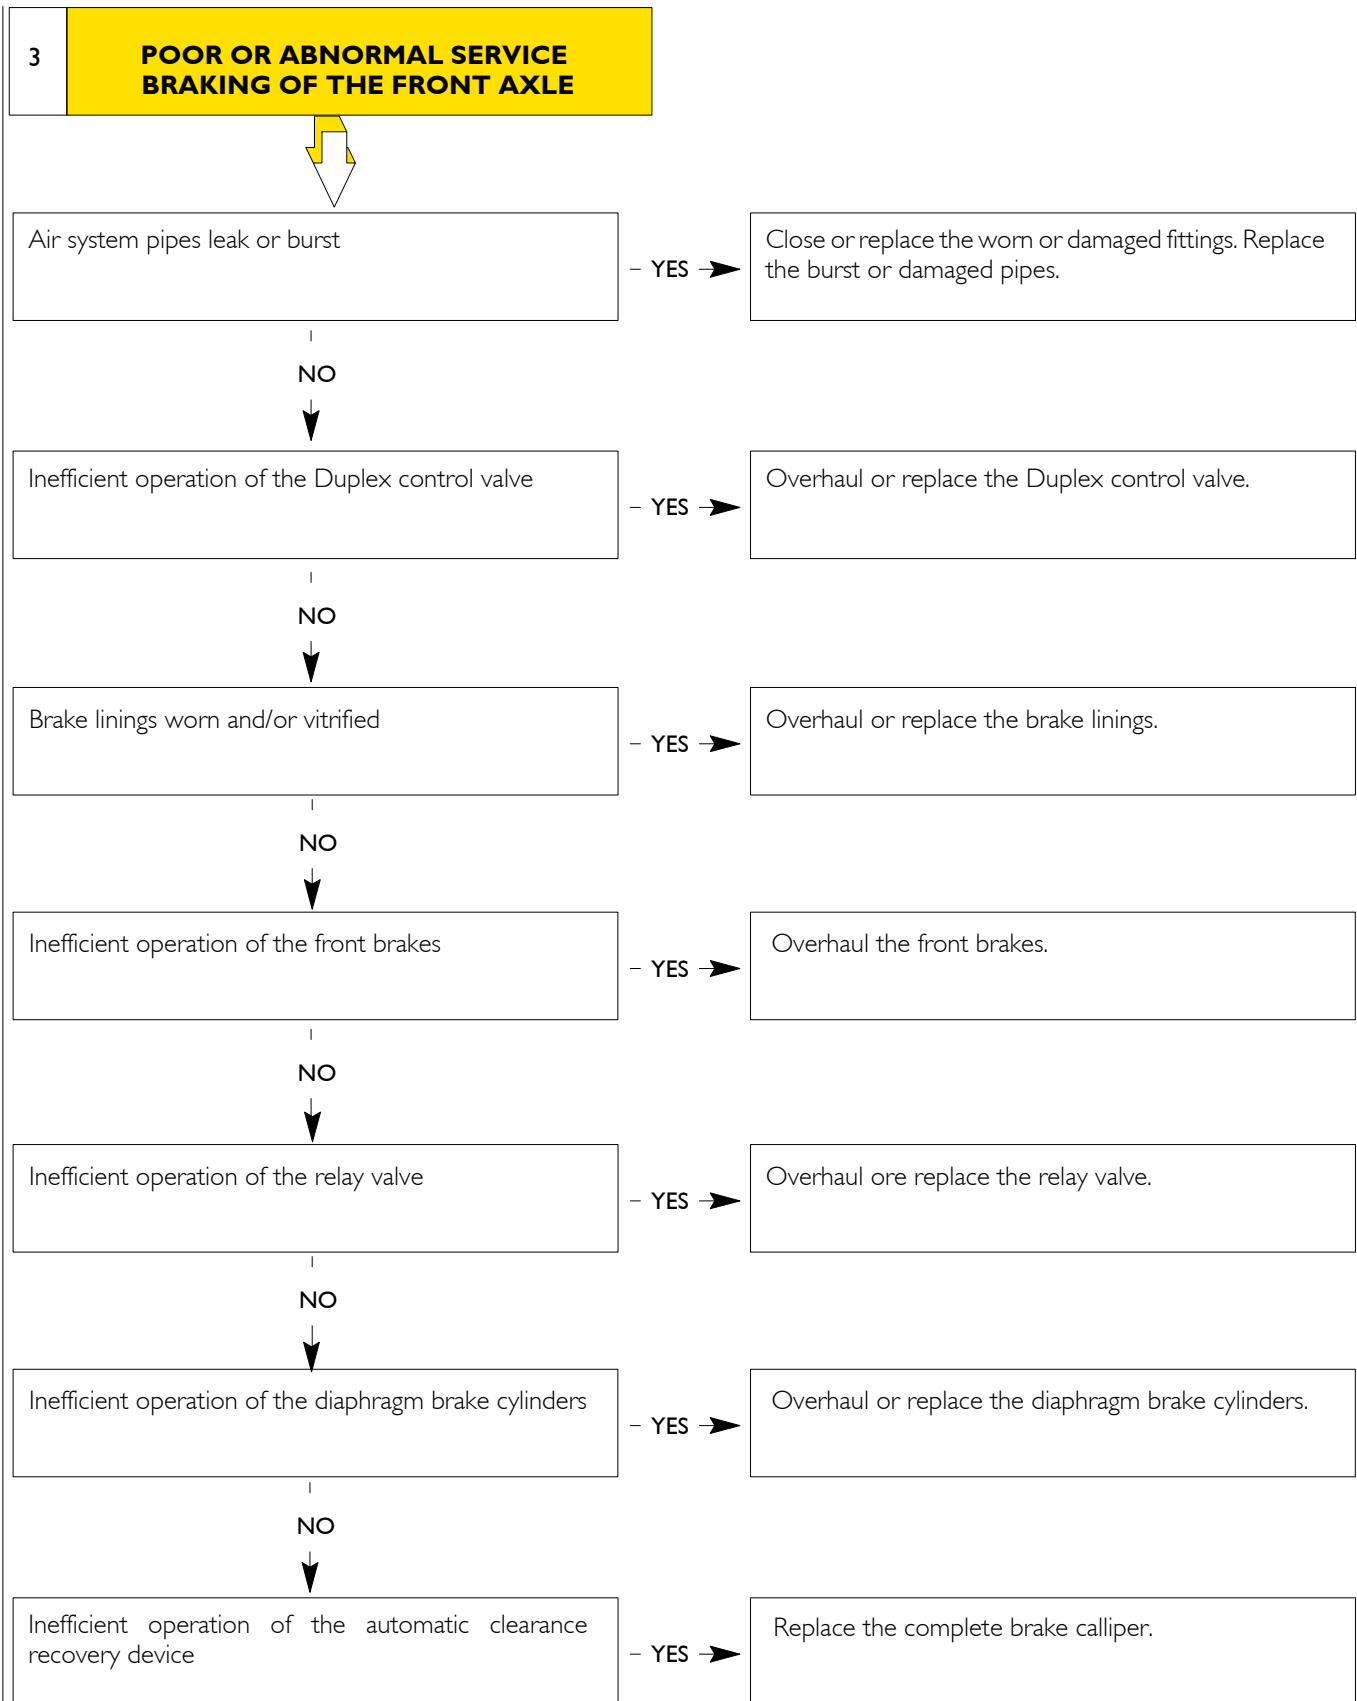 3
POOR OR ABNORMAL SERVICE
BRAKING OF THE FRONT AXLE
Air system pipes leak or burst
– YES
Close or replace the worn or damaged fittings. Replace
the burst or damaged pipes.
NO
Inefficient operation of the Duplex control valve
– YES
Overhaul or replace the Duplex control valve.
NO
Brake linings worn and/or vitrified
– YES
Overhaul or replace the brake linings.
NO
Inefficient operation of the front brakes
– YES
Overhaul the front brakes.
NO
Inefficient operation of the relay valve
– YES
Overhaul ore replace the relay valve.
NO
Inefficient operation of the diaphragm brake cylinders
– YES
Overhaul or replace the diaphragm brake cylinders.
NO
Inefficient operation of the automatic clearance
recovery device
– YES
Replace the complete brake calliper.